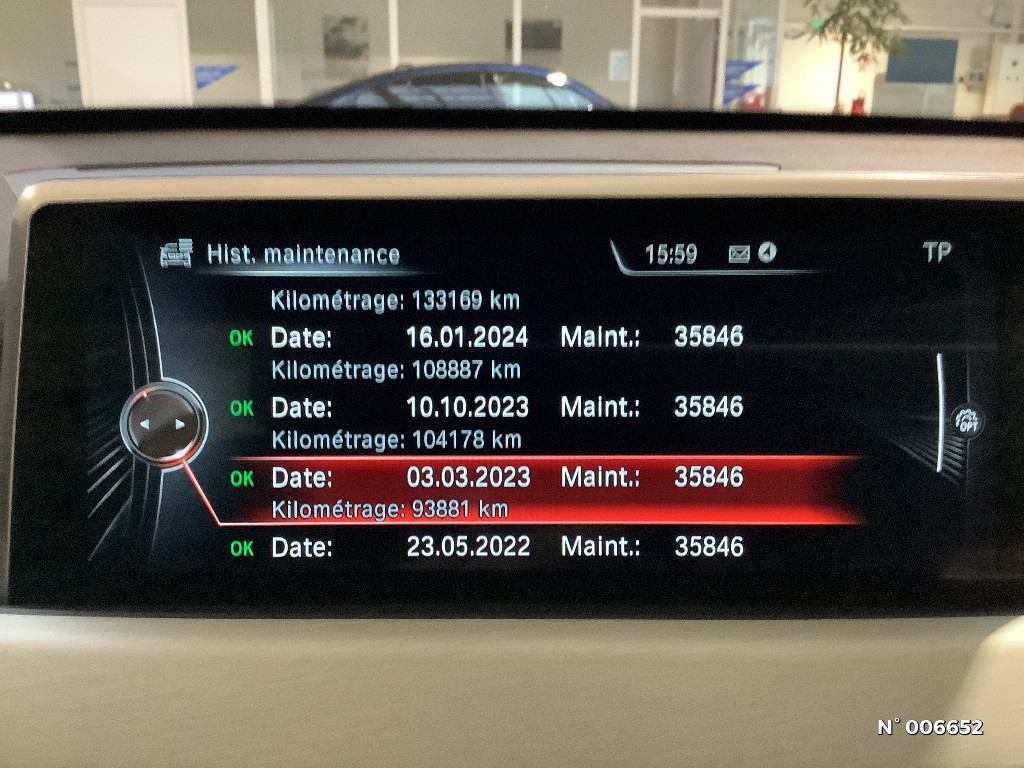 Hist. maintenance 15:59 TP
Kilométrage: 133169 km
OK Date: 16.01.2024 Maint.: 35846
Kilométrage: 108887 km
OK Date: 10.10.2023 Maint.: 35846
Kilométrage: 104178 km
OK Date: 03.03.2023 Maint.: 35846
Kilométrage: 93881 km
OK Date: 23.05.2022 Maint.: 35846
OPT
N° 006652